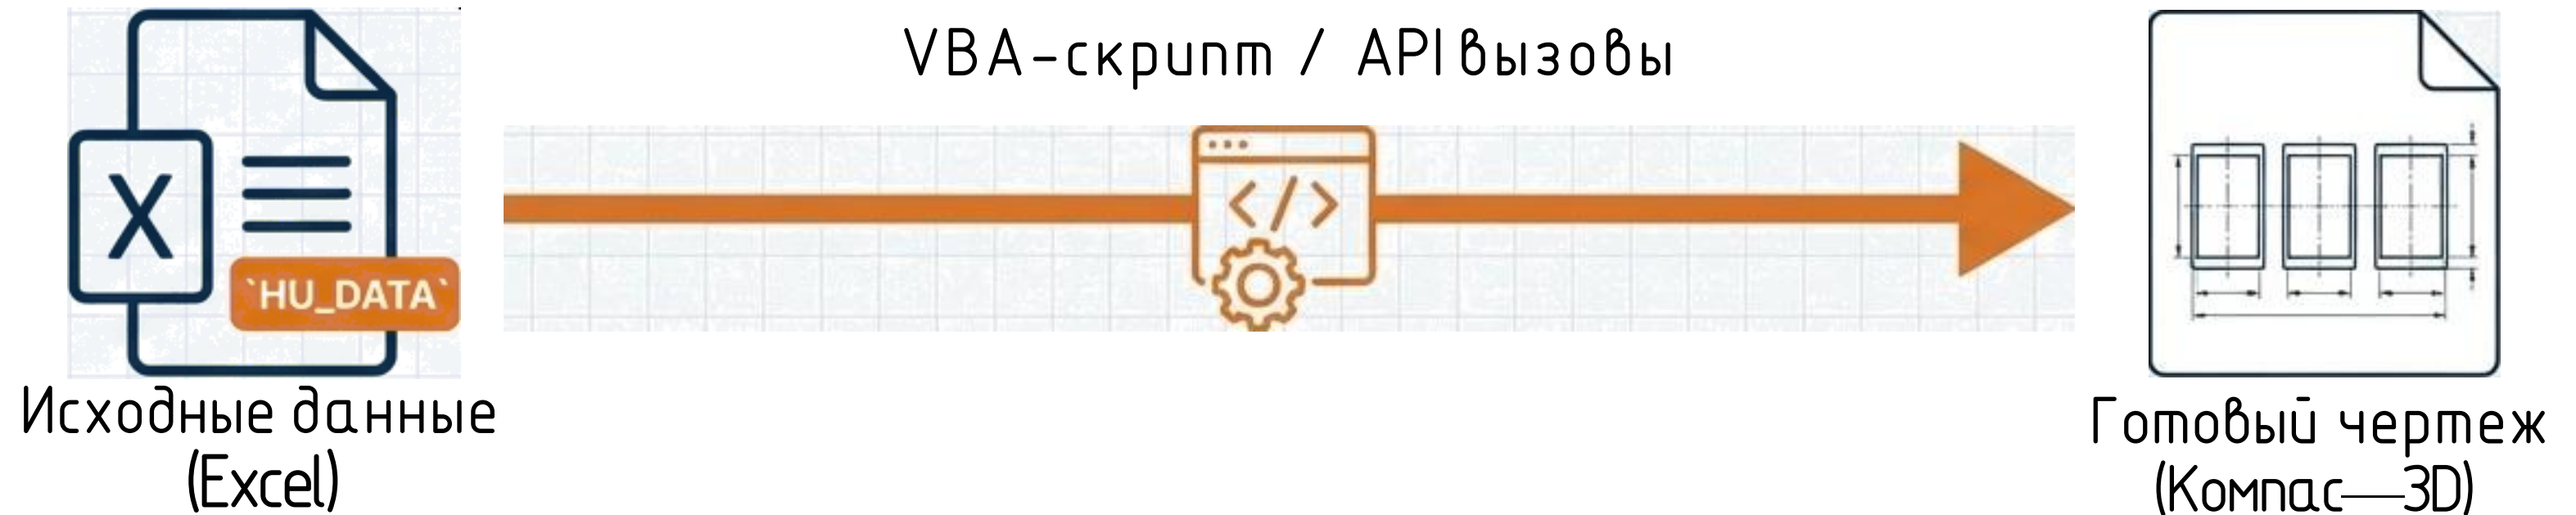 VBA-скрипт / API вызовы
X
`HU_DATA`
</>
Исходные данные
(Excel)
Готовый чертеж
(Компас—3D)